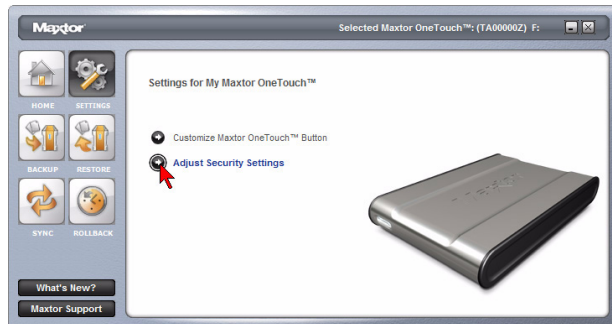 Maxtor
Selected Maxtor OneTouch™: (TA00000Z) F:
HOME
SETTINGS
Settings for My Maxtor OneTouch™
Customize Maxtor OneTouch™ Button
BACKUP
RESTORE
Adjust Security Settings
Maxtor
SYNC
ROLLBACK
What's New?
Maxtor Support